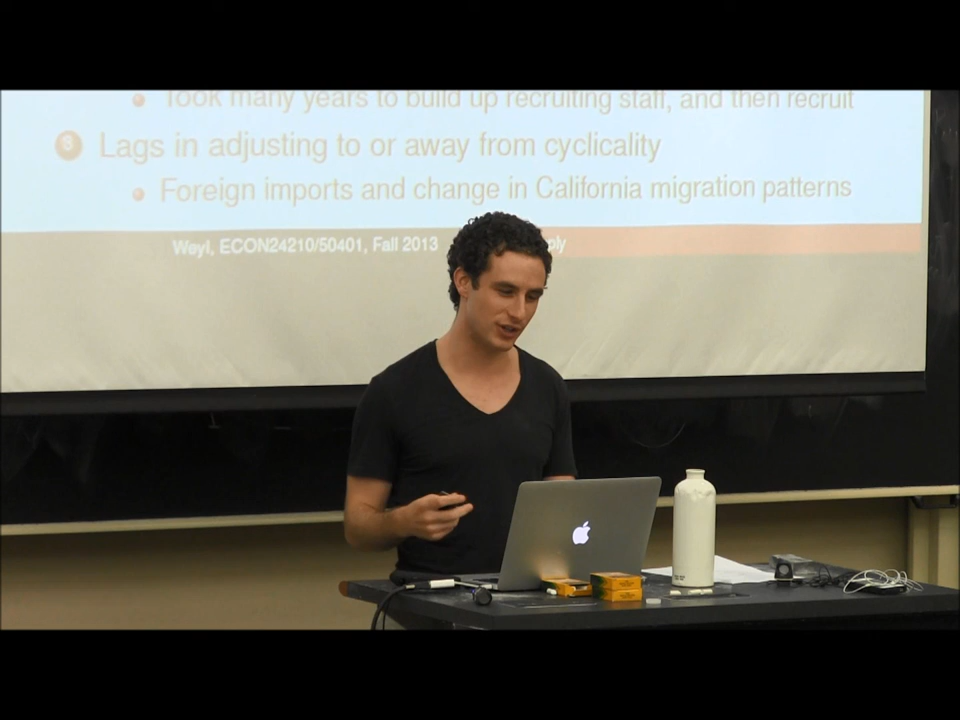 Took many years to build up recruiting staff, and then recruit
Lags in adjusting to or away from cyclicality
Foreign imports and change in California migration patterns
Weyl, ECON24210/50401, Fall 2013